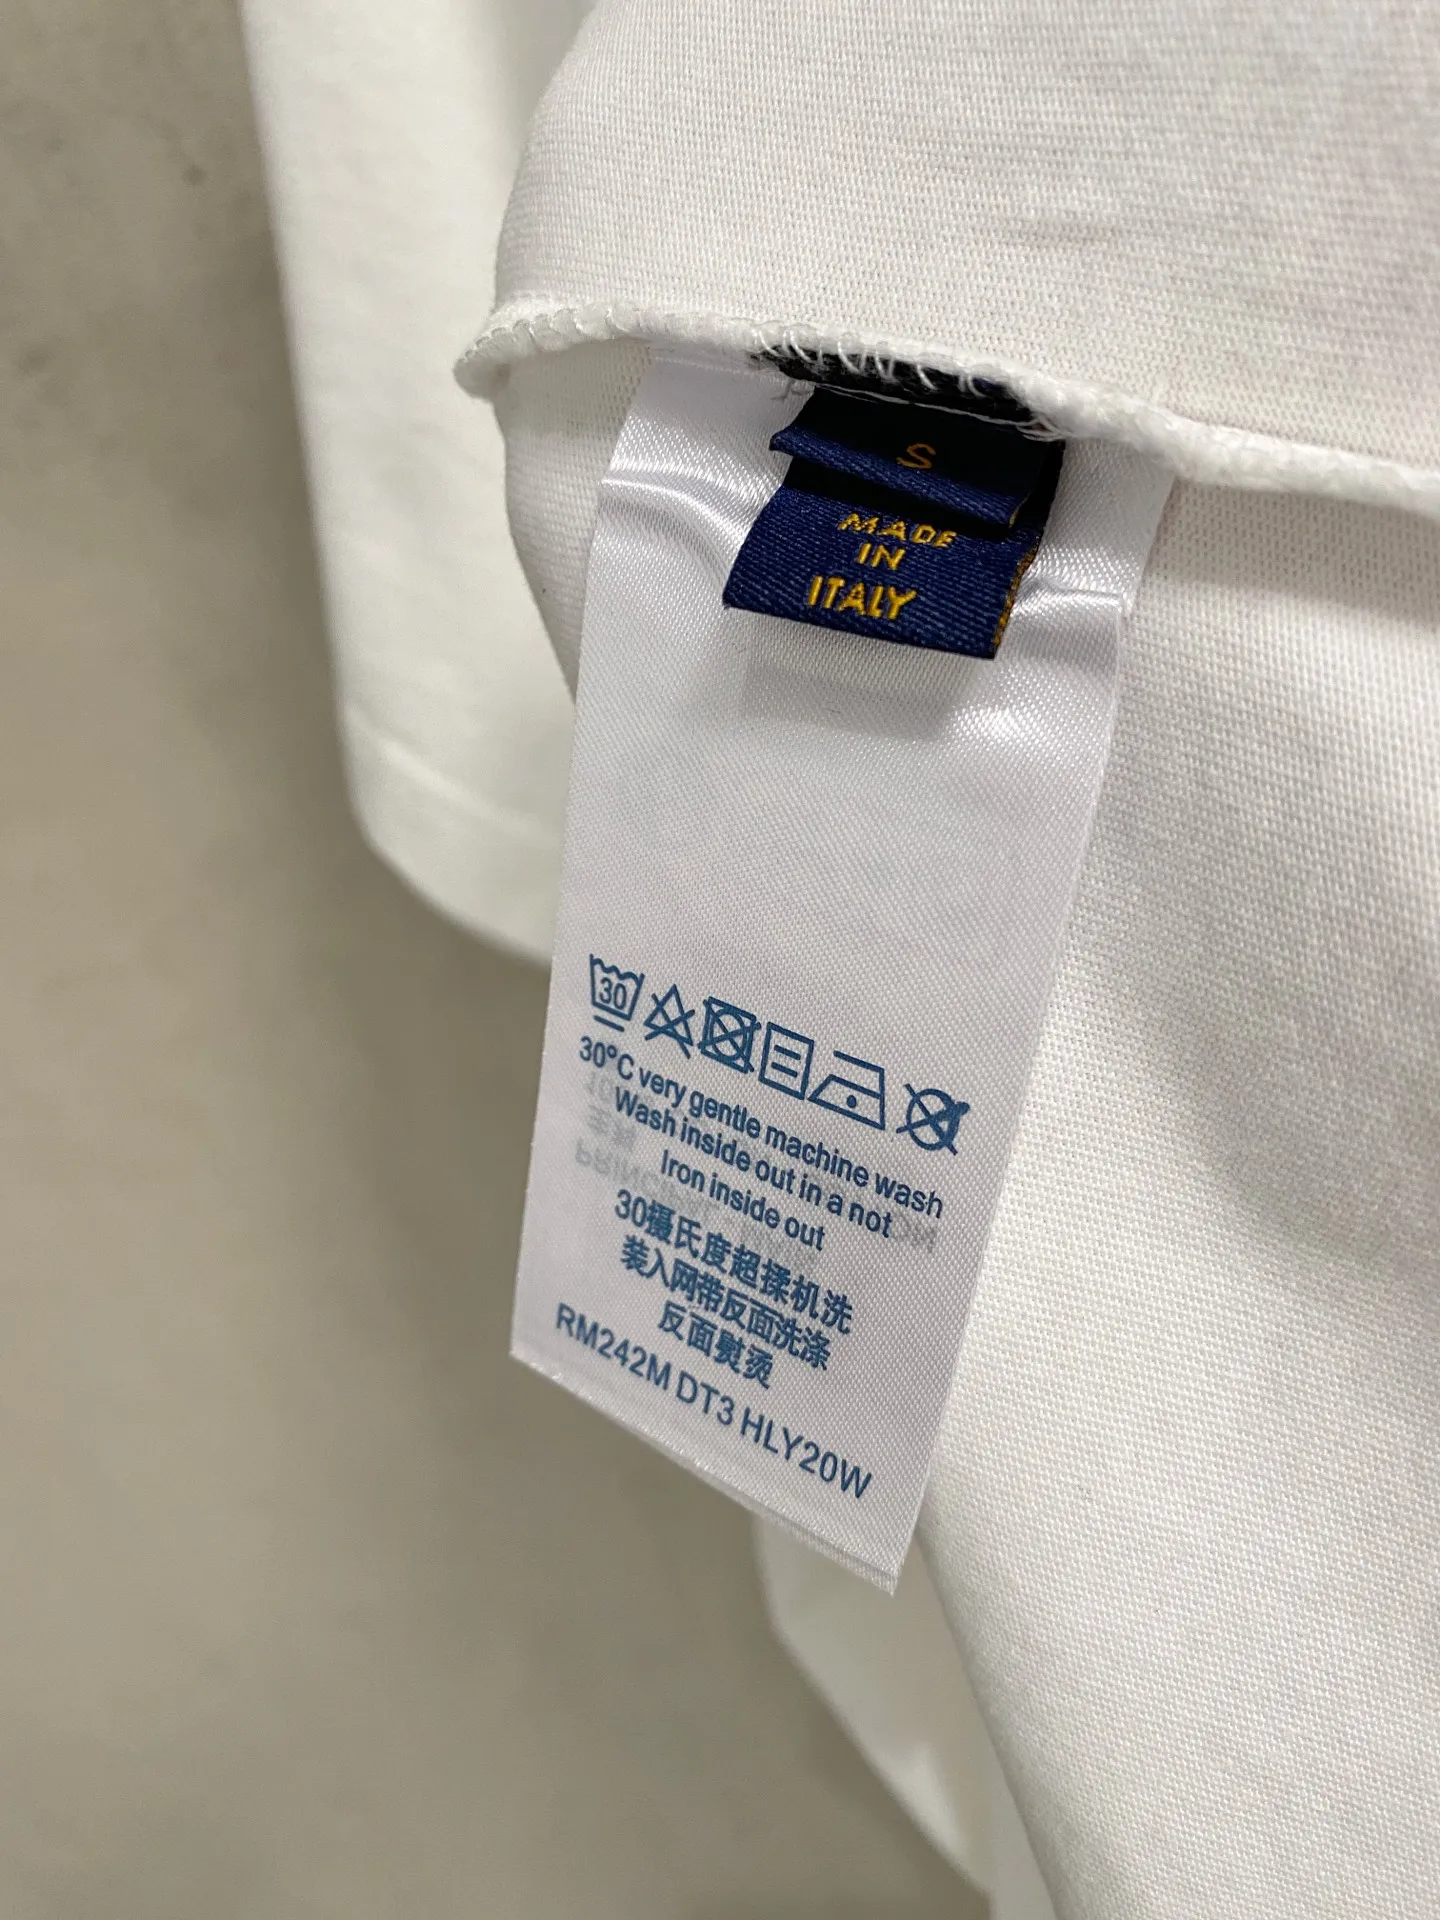 S
MADE
IN
ITALY
30
30°C very gentle machine wash
Wash inside out in a not
Iron inside out
30摄氏度超揉机洗
装入网带反面洗涤
反面熨烫
RM242M DT3 HLY20W